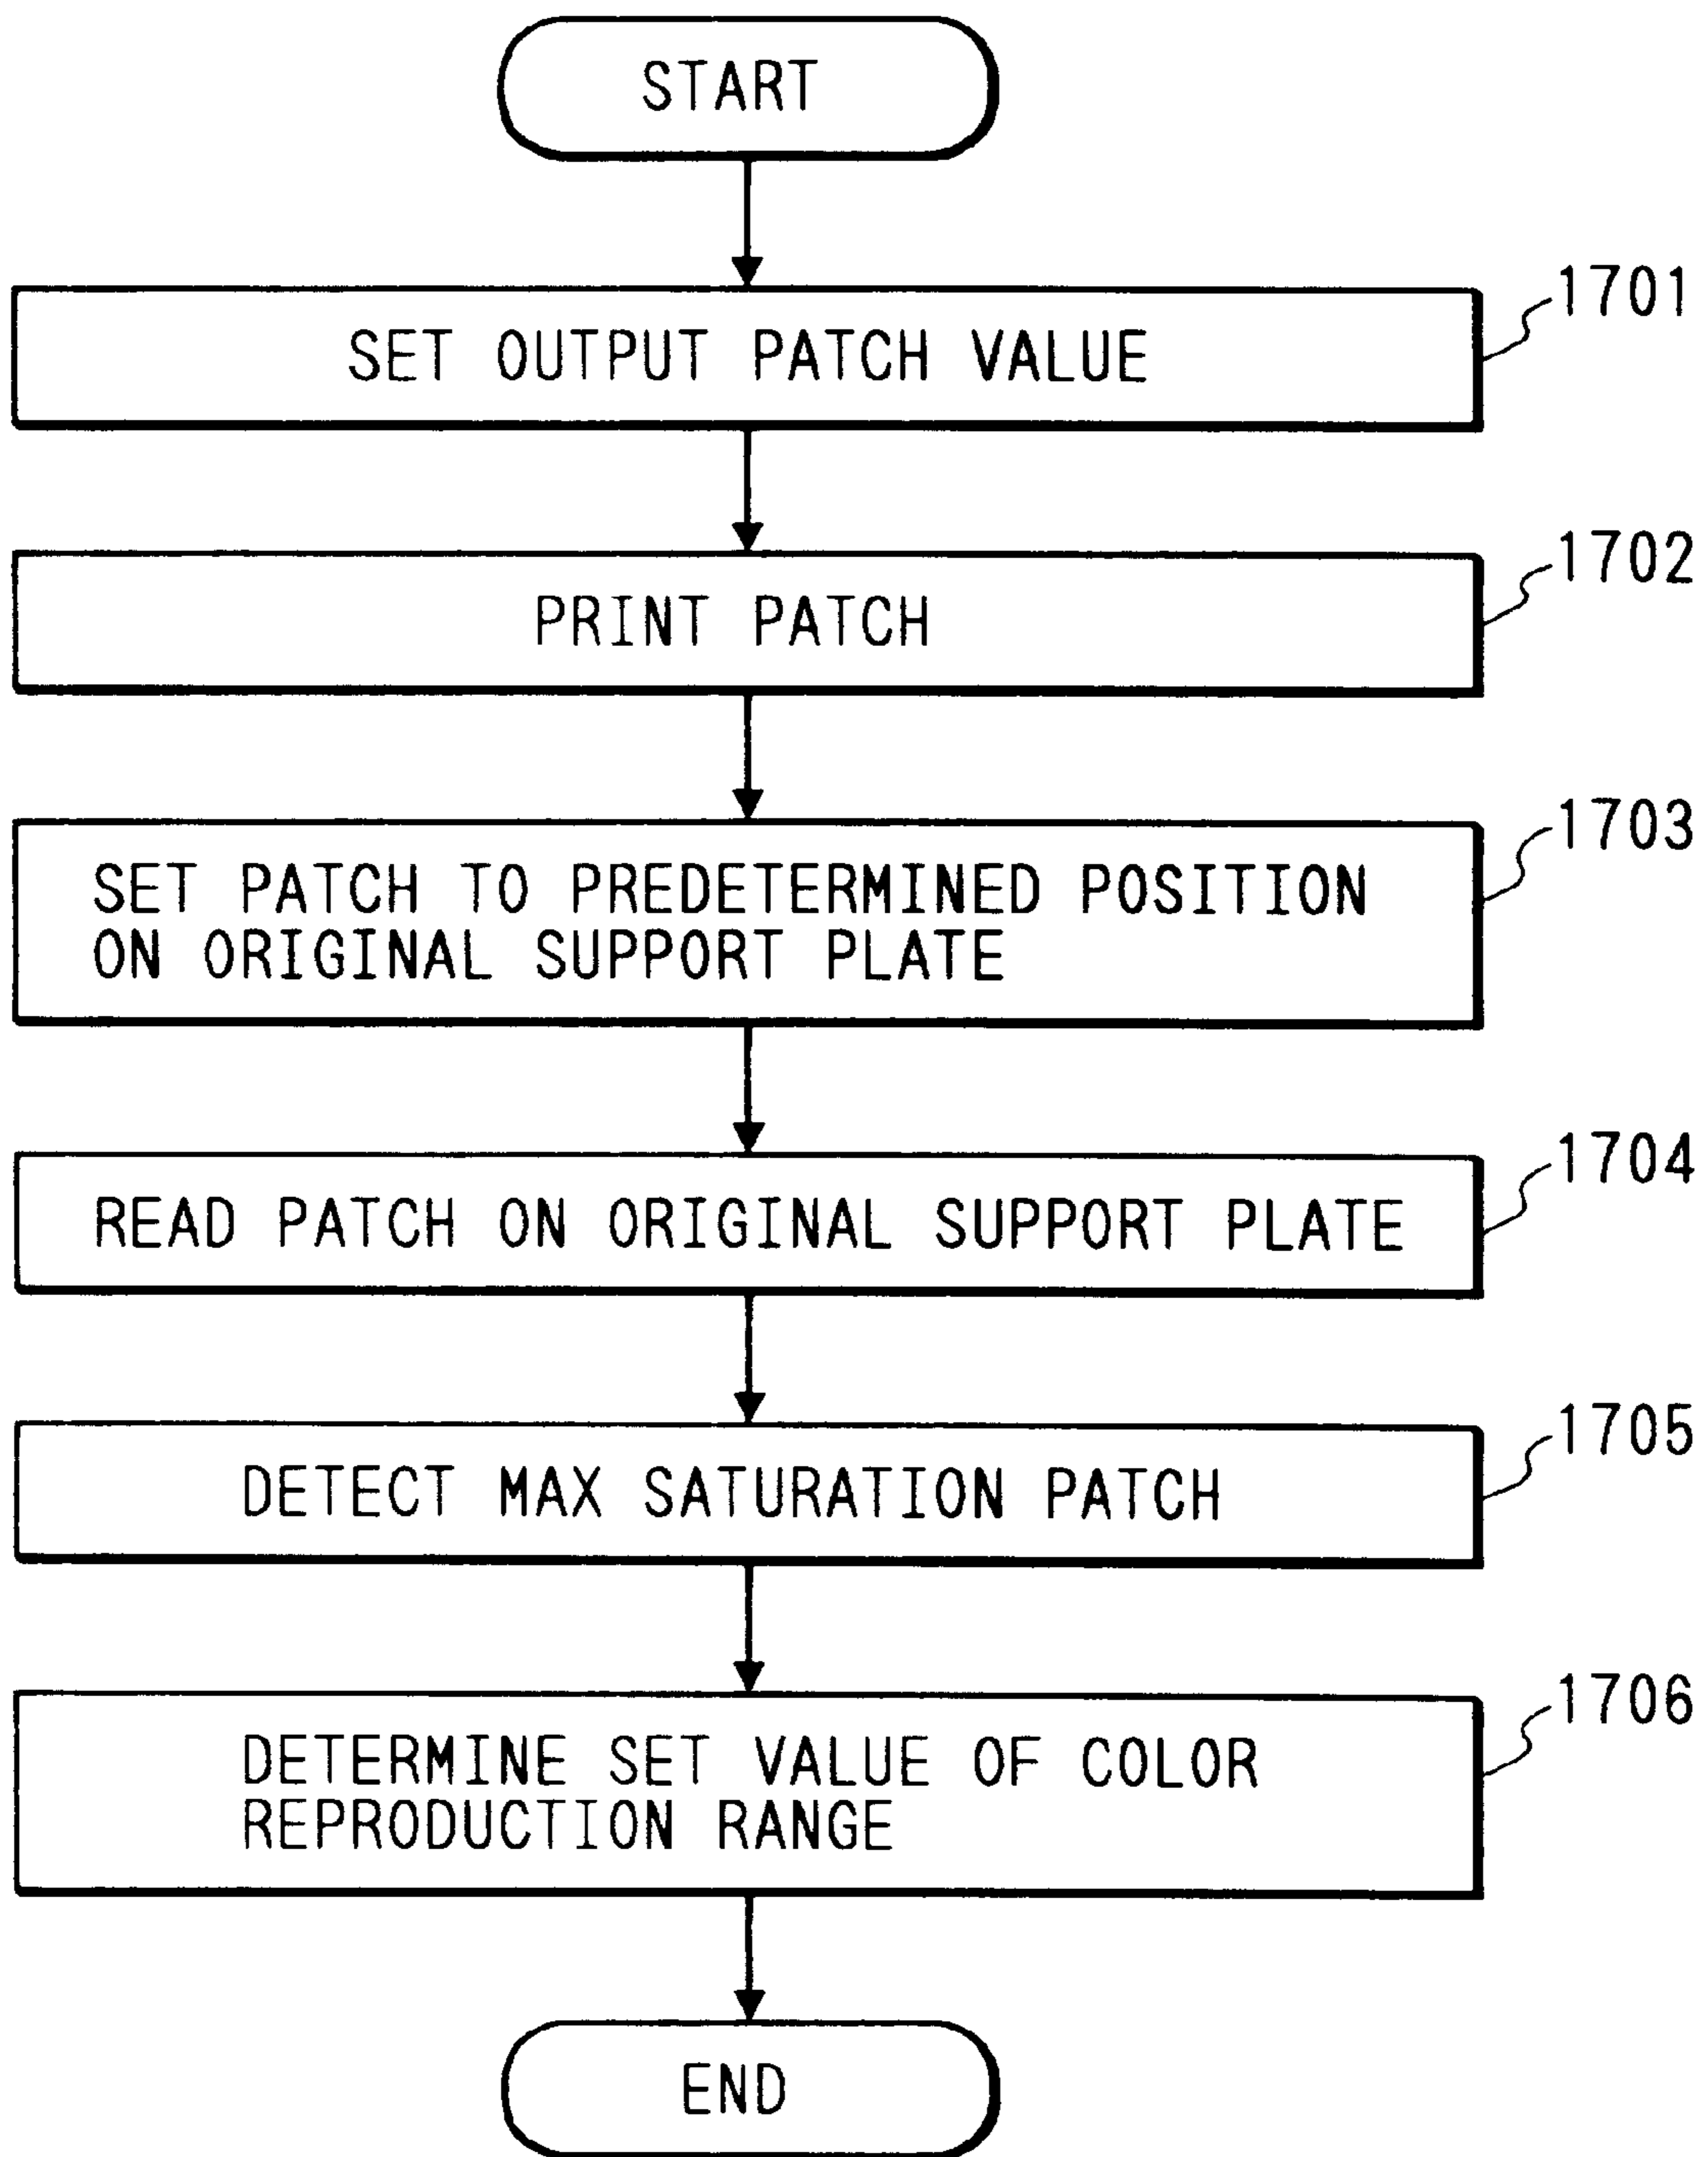 START
SET OUTPUT PATCH VALUE
1701
PRINT PATCH
1702
SET PATCH TO PREDETERMINED POSITION
ON ORIGINAL SUPPORT PLATE
1703
READ PATCH ON ORIGINAL SUPPORT PLATE
1704
DETECT MAX SATURATION PATCH
1705
DETERMINE SET VALUE OF COLOR
REPRODUCTION RANGE
1706
END